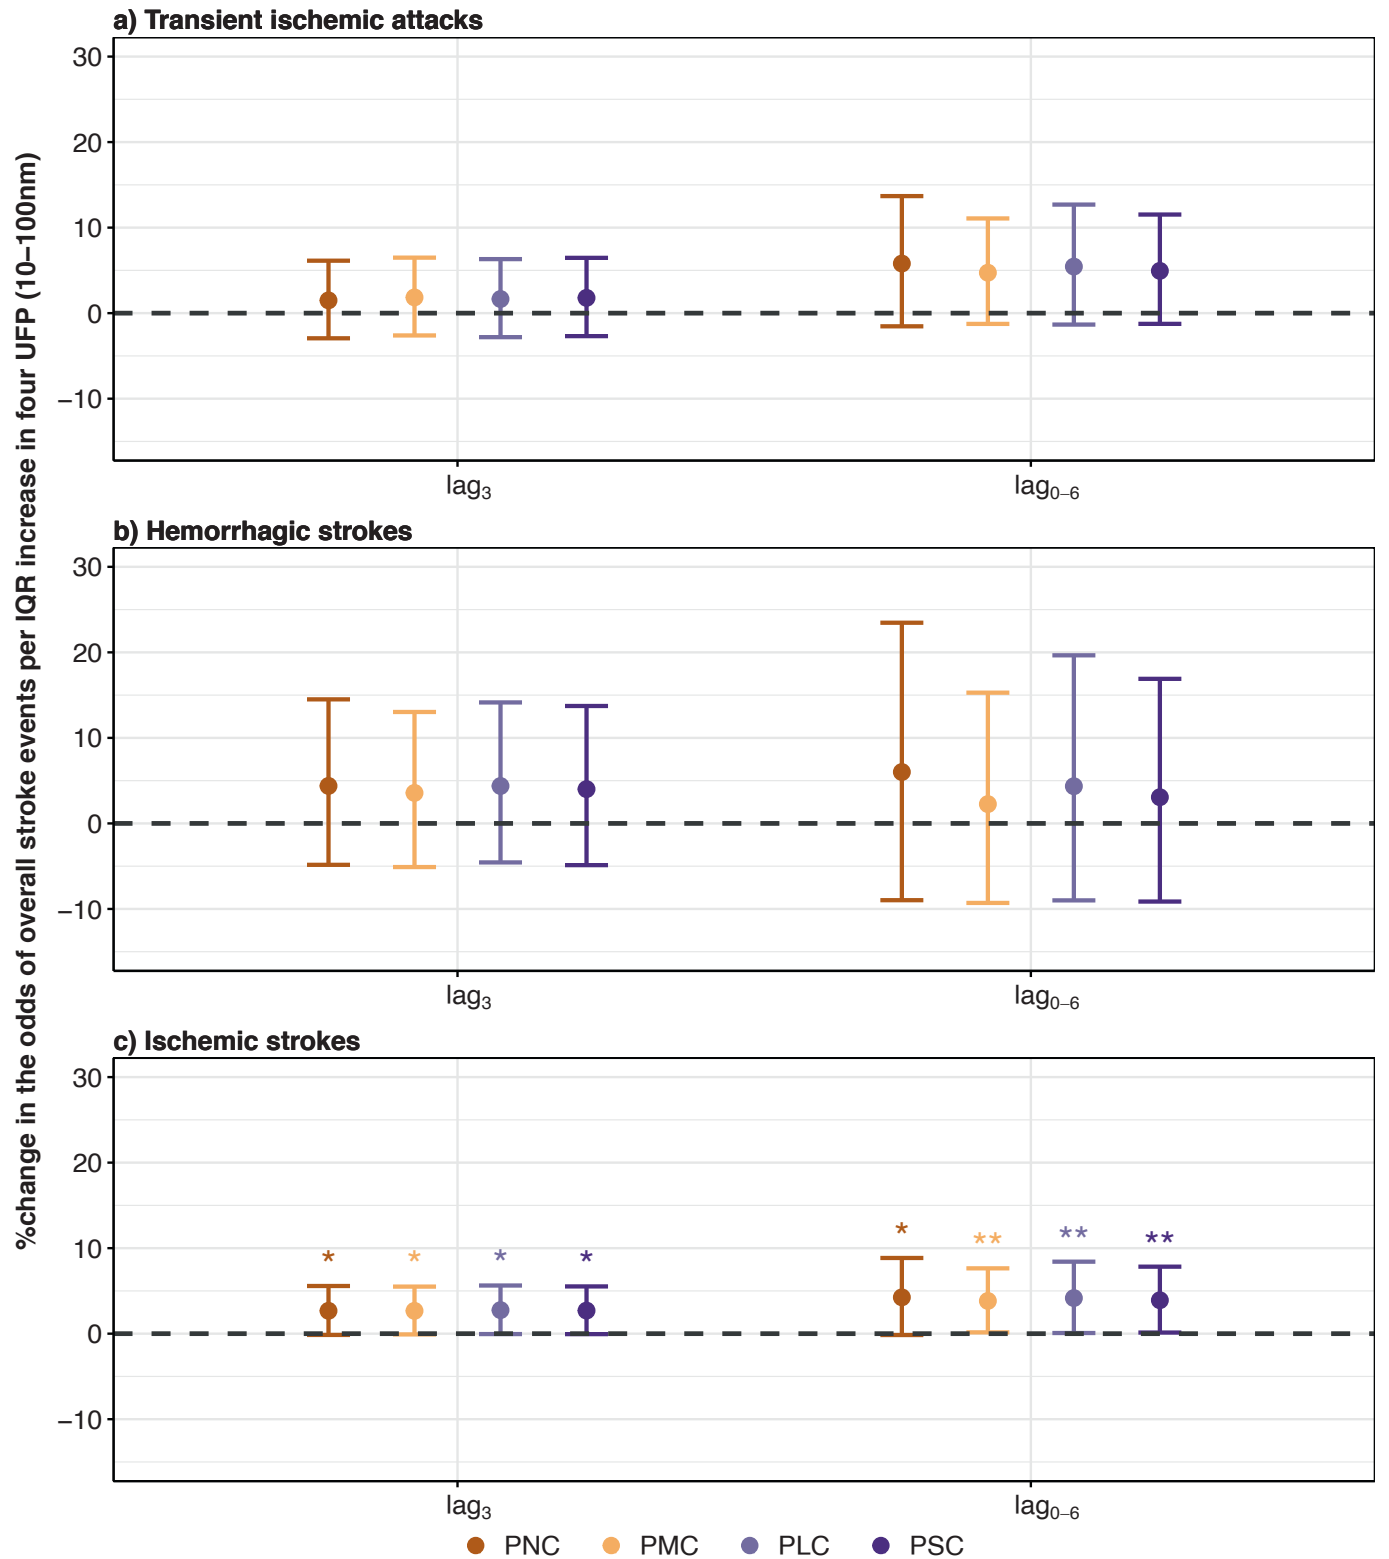 %change in the odds of overall stroke events per IQR increase in four UFP (10–100nm)
a) Transient ischemic attacks
30
20
10
0
−10
lag3 lag0−6
b) Hemorrhagic strokes
30
20
10
0
−10
lag3 lag0−6
c) Ischemic strokes
30
20
10
* * * * * ** ** **
0
−10
lag3 lag0−6
PNC PMC PLC PSC